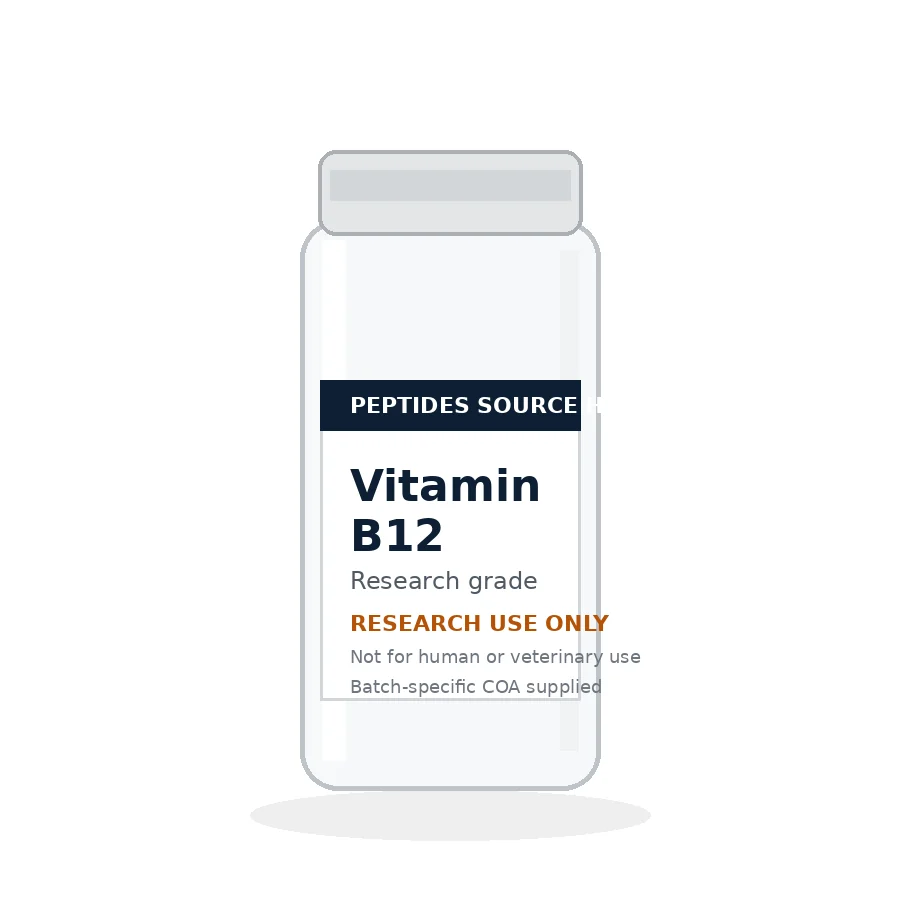 PEPTIDES SOURCE H
Vitamin
B12
Research grade
RESEARCH USE ONLY
Not for human or veterinary use
Batch-specific COA supplied